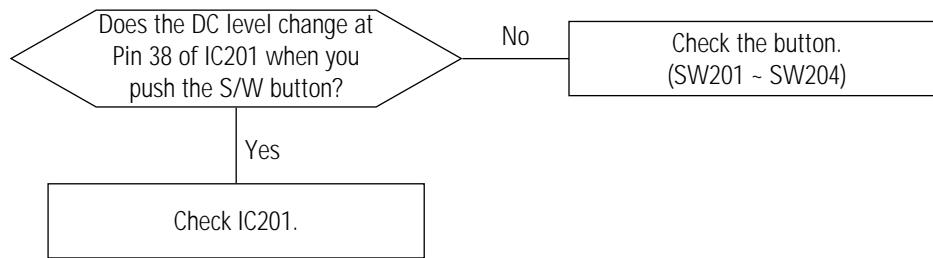 Does the DC level change at
Pin 38 of IC201 when you
push the S/W button?
No
Check the button.
(SW201 ~ SW204)
Yes
Check IC201.